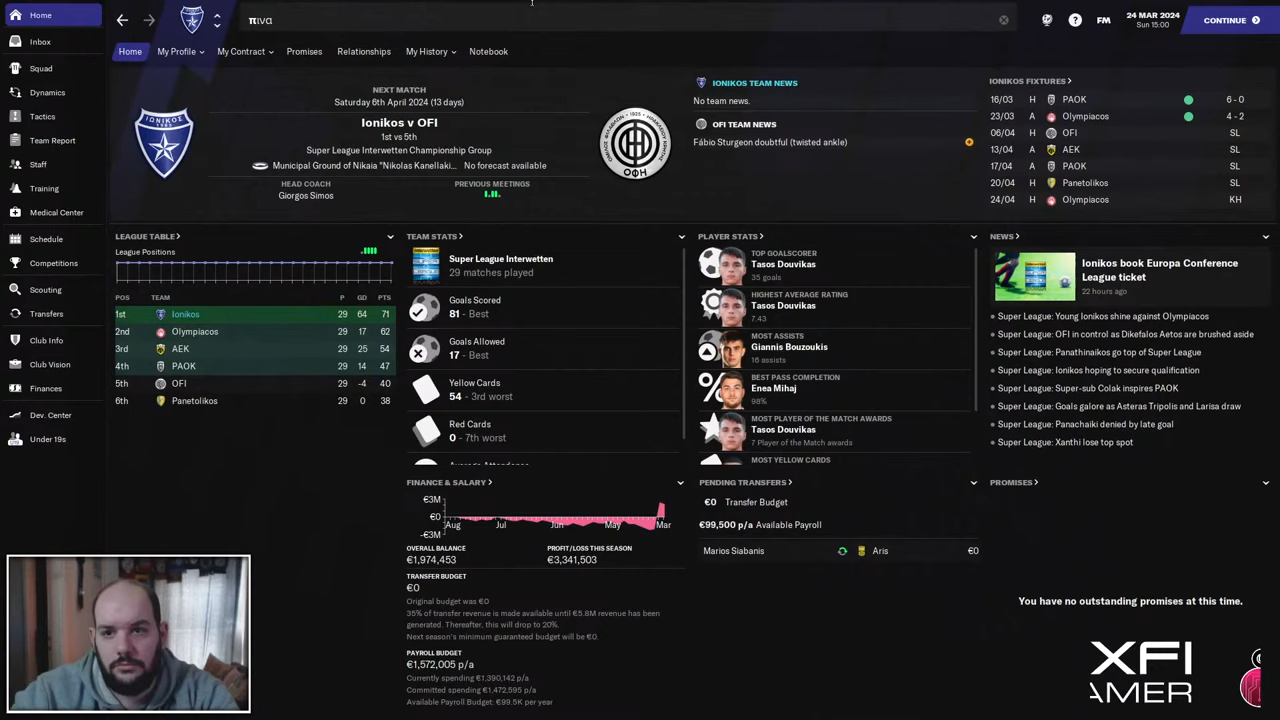 Home
πινα
FM
24 MAR 2024
Sun 15:00
CONTINUE
Inbox
Squad
Dynamics
Tactics
Team Report
Staff
Training
Medical Center
Schedule
Competitions
Scouting
Transfers
Club Info
Club Vision
Finances
Dev. Center
Under 19s
Home
My Profile
My Contract
Promises
Relationships
My History
Notebook
ΙΩΝΙΚΟΣ
1965
NEXT MATCH
Saturday 6th April 2024 (13 days)
Ionikos v OFI
1st vs 5th
Super League Interwetten Championship Group
Municipal Ground of Nikaia "Nikolas Kanellaki... No forecast available
HEAD COACH
Giorgos Simos
PREVIOUS MEETINGS
ΟΦΗ
IONIKOS TEAM NEWS
No team news.
OFI TEAM NEWS
Fábio Sturgeon doubtful (twisted ankle)
IONIKOS FIXTURES
16/03 H PAOK 6 - 0
23/03 A Olympiacos 4 - 2
06/04 H OFI SL
13/04 A AEK SL
17/04 A PAOK SL
20/04 H Panetolikos SL
24/04 H Olympiacos KH
LEAGUE TABLE
League Positions
POS TEAM P GD PTS
1st Ionikos 29 64 71
2nd Olympiacos 29 17 62
3rd AEK 29 25 54
4th PAOK 29 14 47
5th OFI 29 -4 40
6th Panetolikos 29 0 38
TEAM STATS
Super League Interwetten
29 matches played
Goals Scored
81 - Best
Goals Allowed
17 - Best
Yellow Cards
54 - 3rd worst
Red Cards
0 - 7th worst
Average Attendance
PLAYER STATS
TOP GOALSCORER
Tasos Douvikas
35 goals
HIGHEST AVERAGE RATING
Tasos Douvikas
7.43
MOST ASSISTS
Giannis Bouzoukis
16 assists
BEST PASS COMPLETION
Enea Mihaj
98%
MOST PLAYER OF THE MATCH AWARDS
Tasos Douvikas
7 Player of the Match awards
MOST YELLOW CARDS
NEWS
Ionikos book Europa Conference
League ticket
22 hours ago
Super League: Young Ionikos shine against Olympiacos
Super League: OFI in control as Dikefalos Aetos are brushed aside
Super League: Panathinaikos go top of Super League
Super League: Ionikos hoping to secure qualification
Super League: Super-sub Colak inspires PAOK
Super League: Goals galore as Asteras Tripolis and Larisa draw
Super League: Panachaiki denied by late goal
Super League: Xanthi lose top spot
FINANCE & SALARY
€3M
€0
-€3M
Aug Jul Jun May Mar
OVERALL BALANCE
€1,974,453
PROFIT/LOSS THIS SEASON
€3,341,503
TRANSFER BUDGET
€0
Original budget was €0
35% of transfer revenue is made available until €5.8M revenue has been
generated. Thereafter, this will drop to 20%.
Next season's minimum guaranteed budget will be €0.
PAYROLL BUDGET
€1,572,005 p/a
Currently spending €1,390,142 p/a
Committed spending €1,472,595 p/a
Available Payroll Budget: €99.5K per year
PENDING TRANSFERS
€0 Transfer Budget
€99,500 p/a Available Payroll
Marios Siabanis Aris €0
PROMISES
You have no outstanding promises at this time.
XFI
AMER